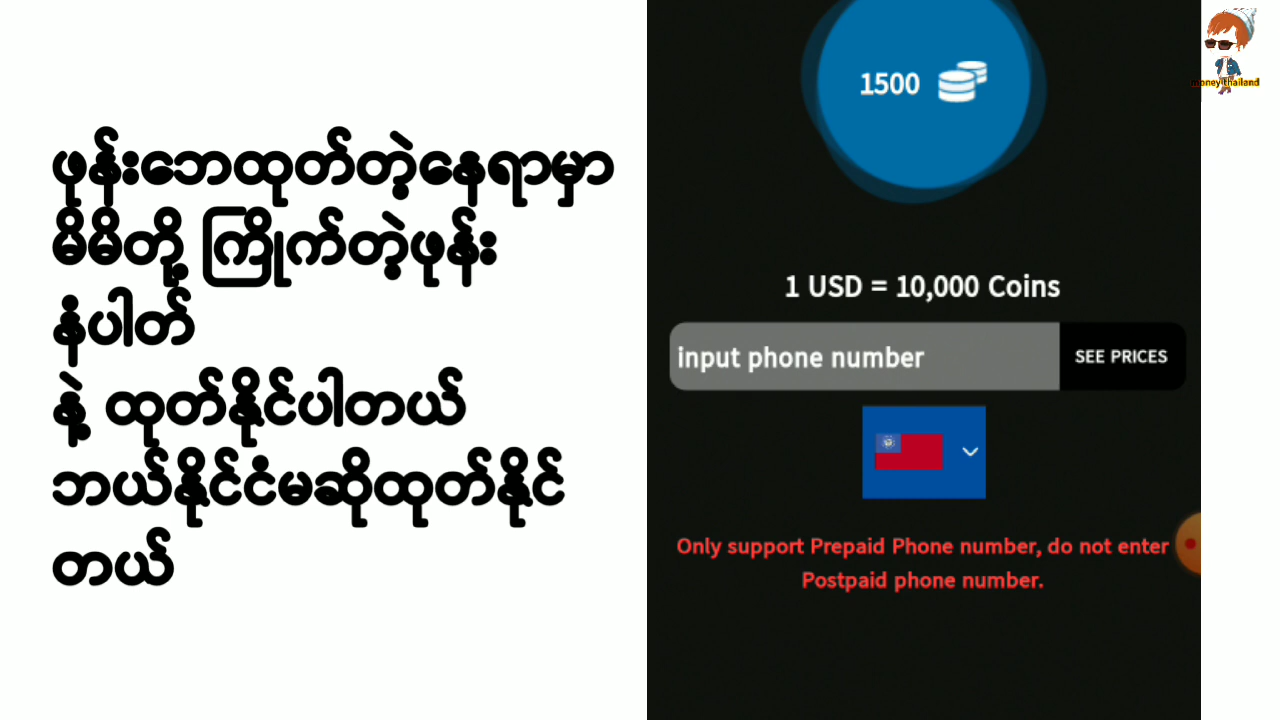 ဖုန်းဘေထုတ်တဲ့နေရာမှာ
မိမိတို့ ကြိုက်တဲ့ဖုန်း
နံပါတ်
နဲ့ ထုတ်နိုင်ပါတယ်
ဘယ်နိုင်ငံမဆိုထုတ်နိုင်
တယ်
1500
1 USD = 10,000 Coins
input phone number
SEE PRICES
Only support Prepaid Phone number, do not enter
Postpaid phone number.
money thailand